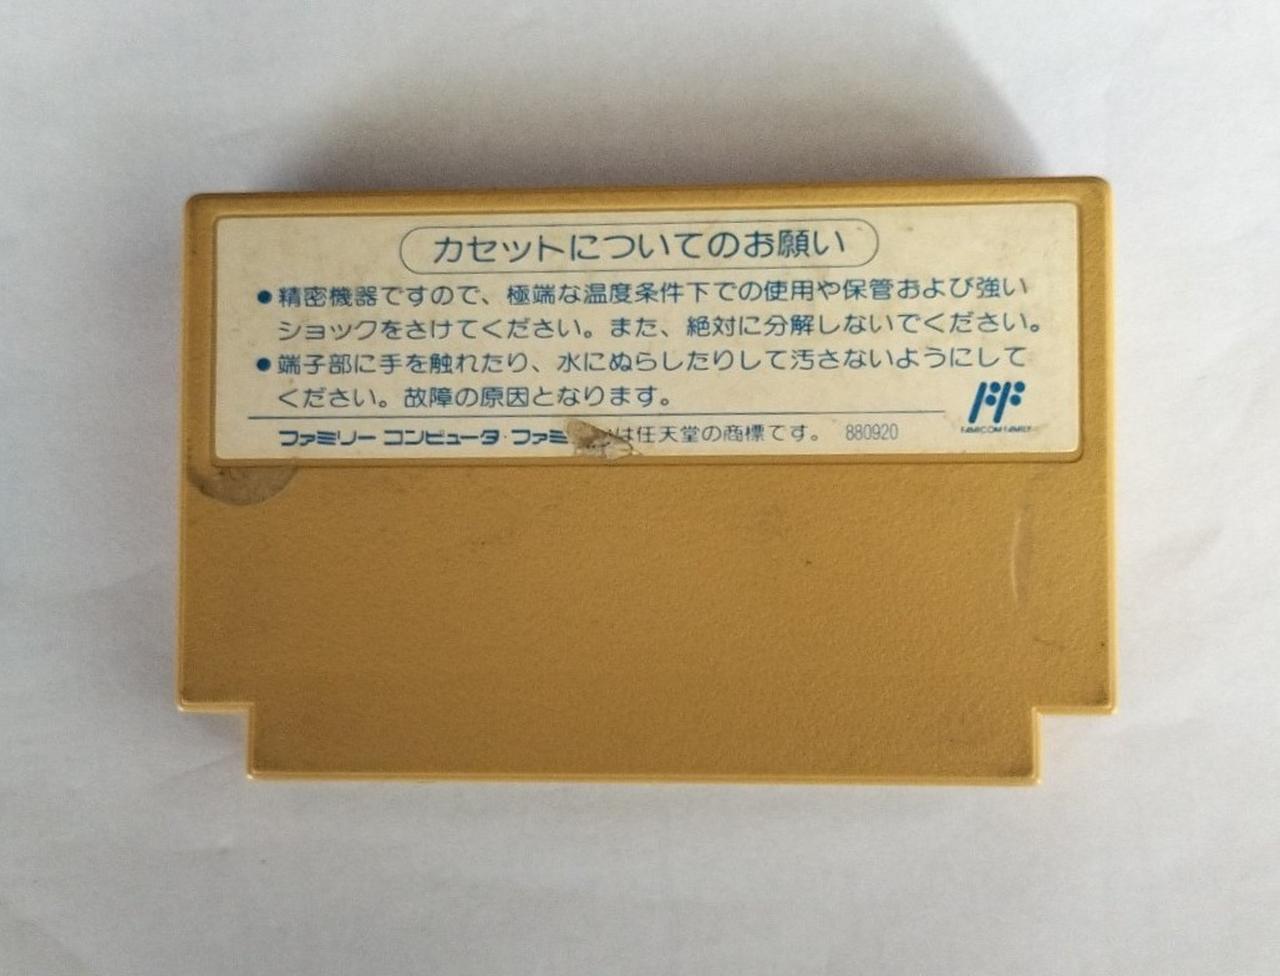 カセットについてのお願い
●精密機器ですので、極端な温度条件下での使用や保管および強い
ショックをさけてください。また、絶対に分解しないでください。
●端子部に手を触れたり、水にぬらしたりして汚さないようにして
ください。故障の原因となります。
ファミリー コンピュータ・ファミ は任天堂の商標です。 880920
FAMICOM FAMILY